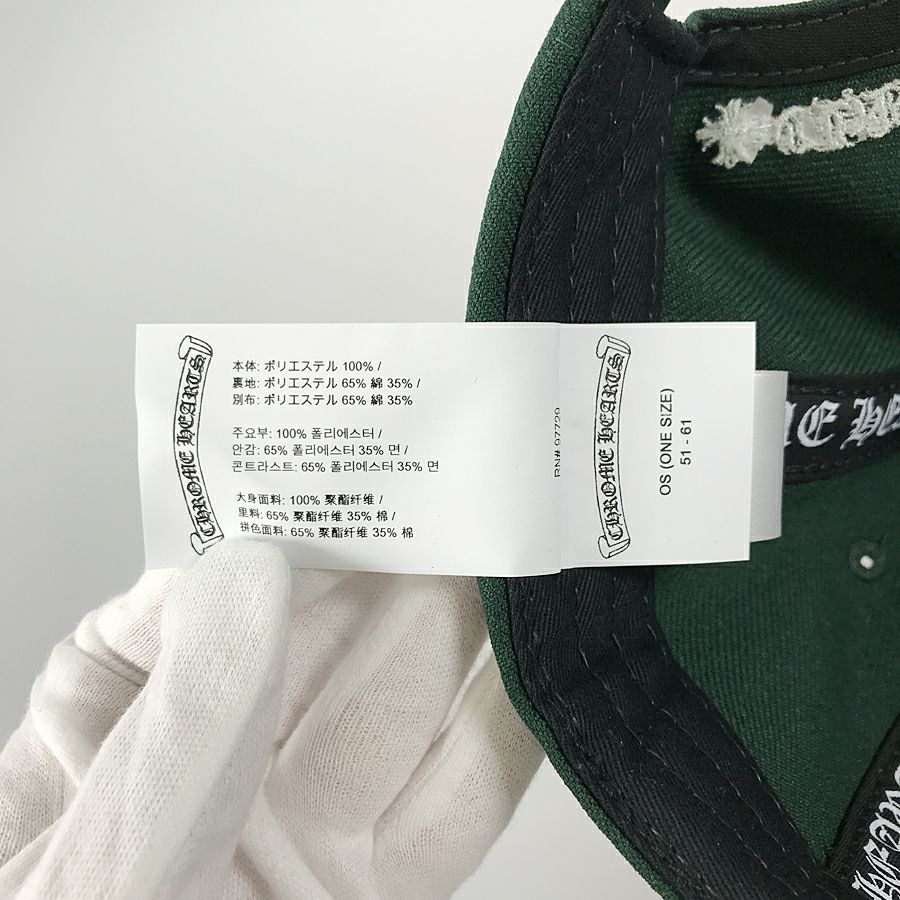 CHROME HEARTS
本体: ポリエステル 100% /
裏地: ポリエステル 65% 綿 35% /
別布: ポリエステル 65% 綿 35%
주요부: 100% 폴리에스터 /
안감: 65% 폴리에스터 35% 면 /
콘트라스트: 65% 폴리에스터 35% 면
大身面料: 100% 聚酯纤维 /
里料: 65% 聚酯纤维 35% 棉 /
拼色面料: 65% 聚酯纤维 35% 棉
RN# 97729
CHROME HEARTS
OS (ONE SIZE)
51 - 61